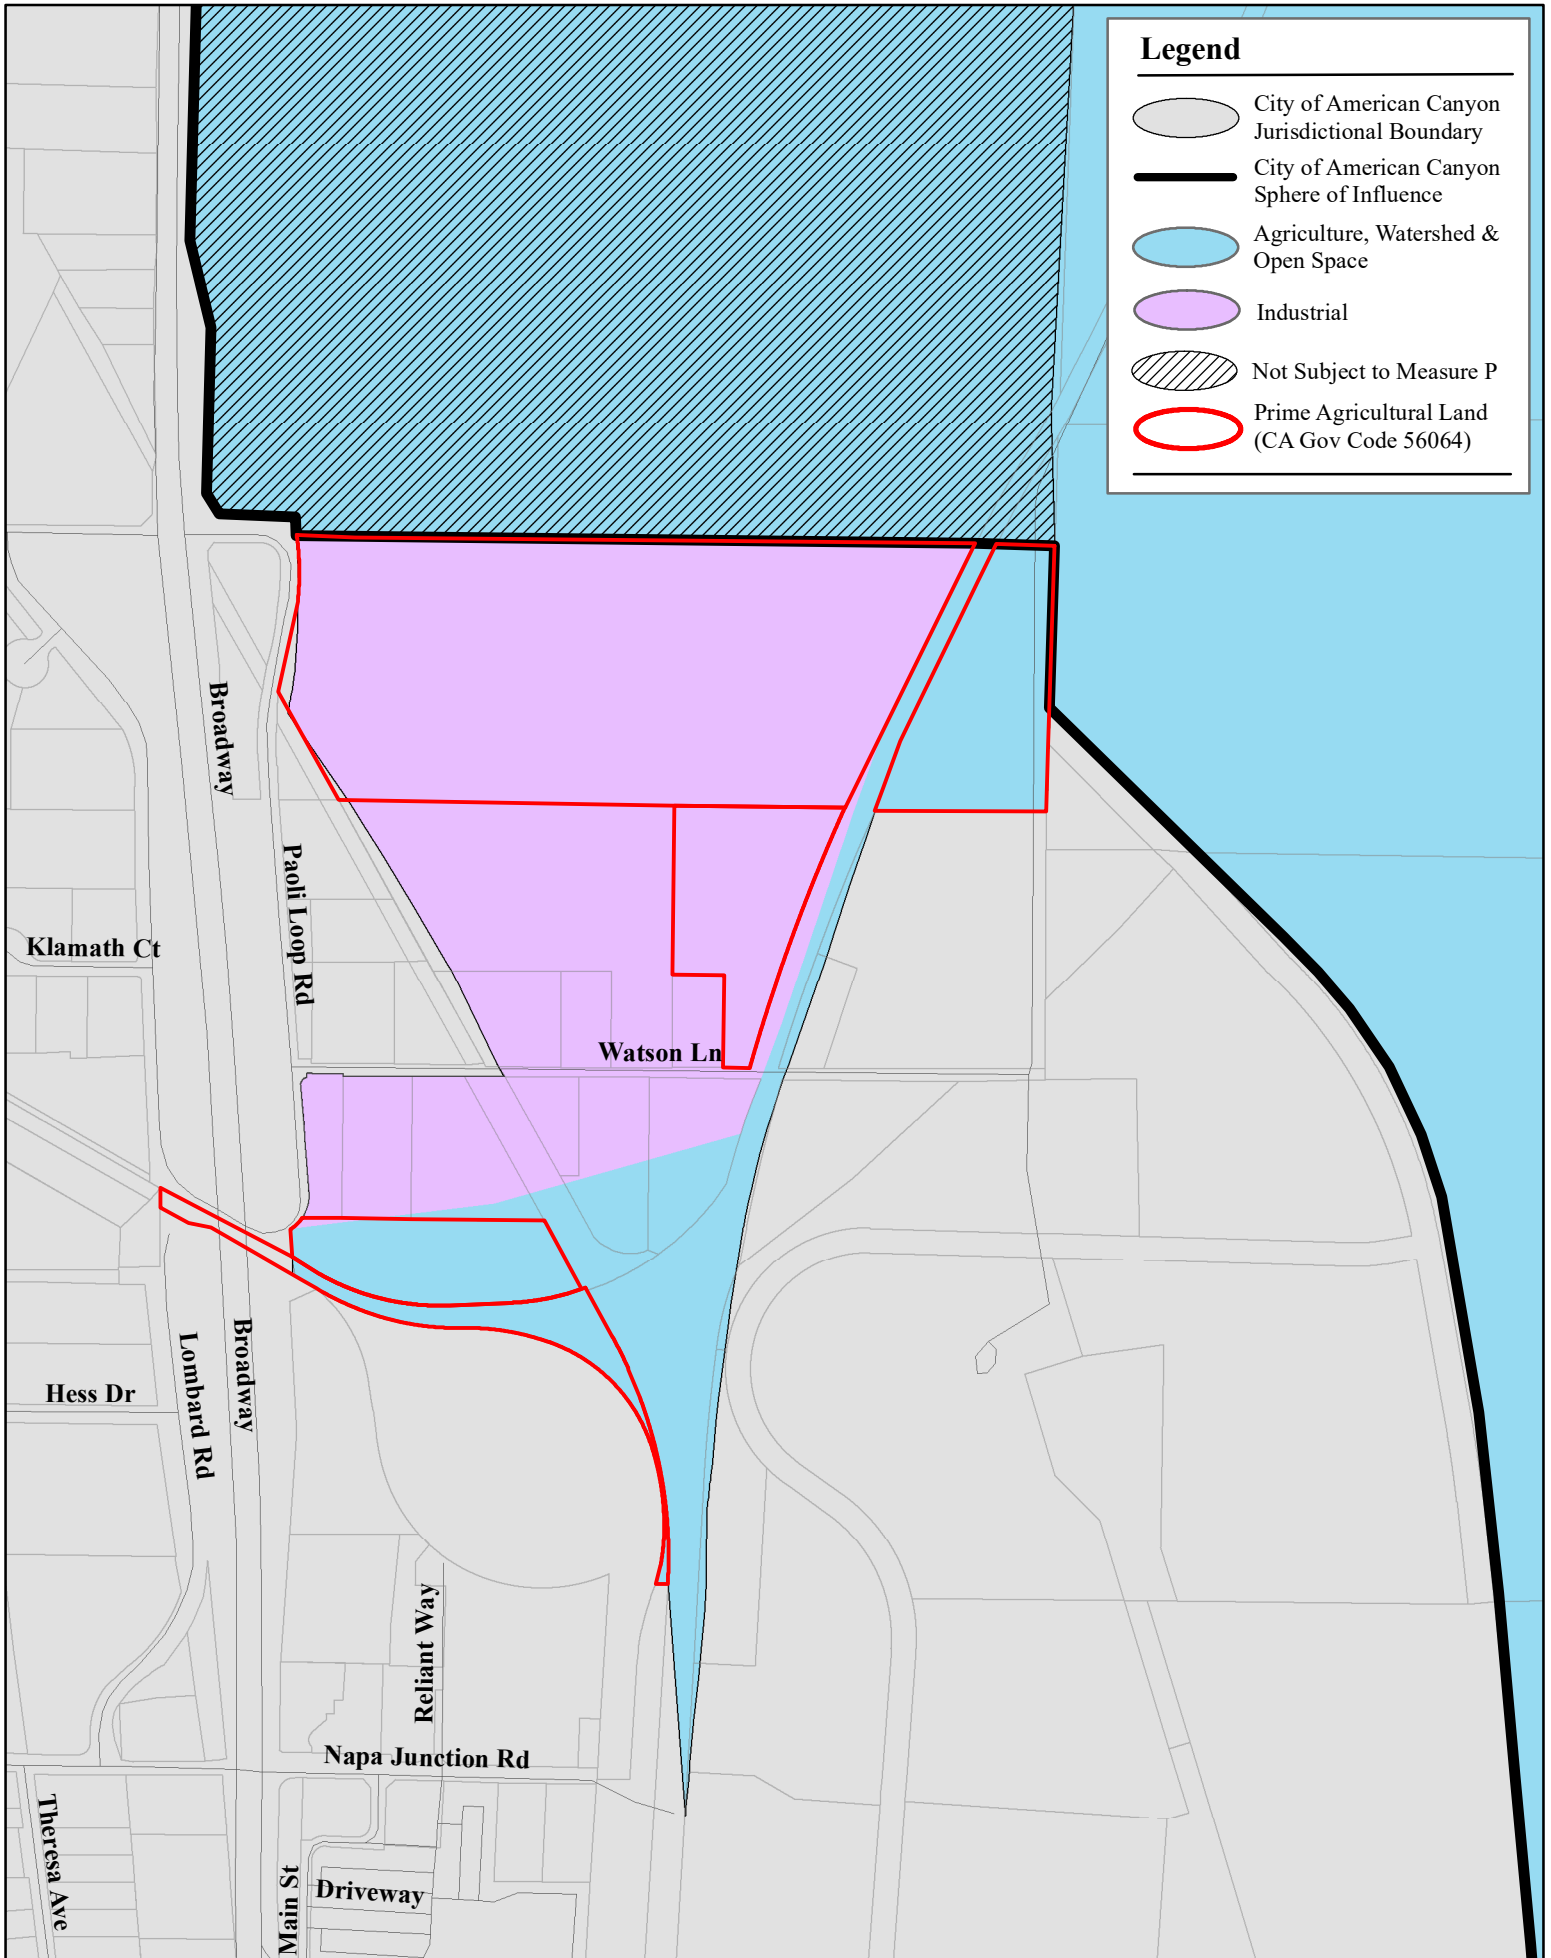 Legend
City of American Canyon
Jurisdictional Boundary
City of American Canyon
Sphere of Influence
Agriculture, Watershed &
Open Space
Industrial
Not Subject to Measure P
Prime Agricultural Land
(CA Gov Code 56064)
Broadway
Paoli Loop Rd
Klamath Ct
Watson Ln
Broadway
Lombard Rd
Hess Dr
Reliant Way
Napa Junction Rd
Theresa Ave
Main St
Driveway